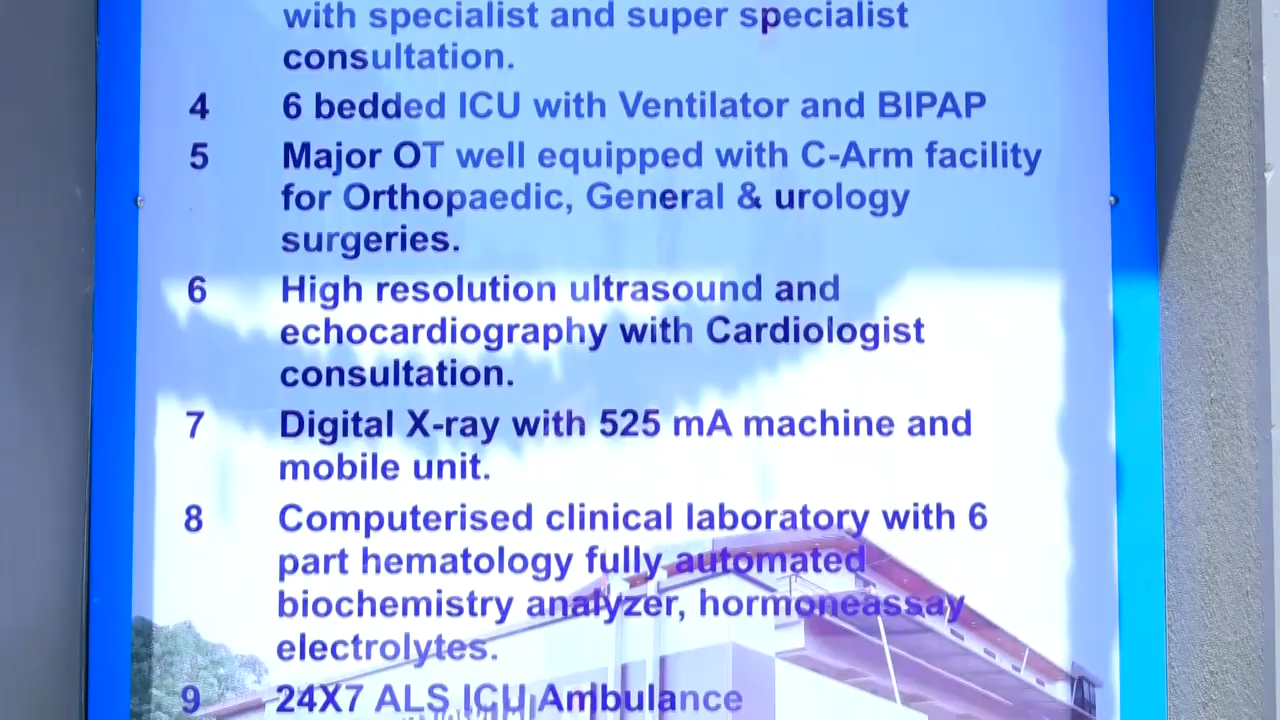 with specialist and super specialist
consultation.
4 6 bedded ICU with Ventilator and BIPAP
5 Major OT well equipped with C-Arm facility
for Orthopaedic, General & urology
surgeries.
6 High resolution ultrasound and
echocardiography with Cardiologist
consultation.
7 Digital X-ray with 525 mA machine and
mobile unit.
8 Computerised clinical laboratory with 6
part hematology fully automated
biochemistry analyzer, hormoneassay
electrolytes.
9 24X7 ALS ICU Ambulance